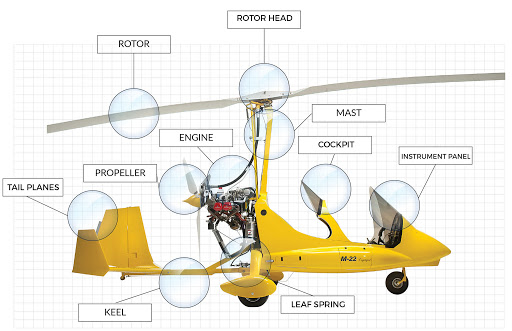 ROTOR HEAD
ROTOR
MAST
ENGINE
COCKPIT
INSTRUMENT PANEL
PROPELLER
TAIL PLANES
M-22
LEAF SPRING
KEEL